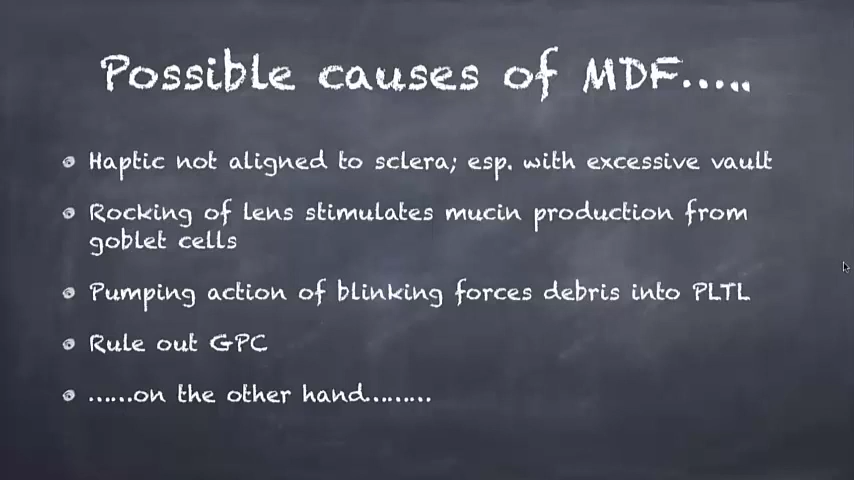 Possible causes of MDF.....
Haptic not aligned to sclera; esp. with excessive vault
Rocking of lens stimulates mucin production from
goblet cells
Pumping action of blinking forces debris into PLTL
Rule out GPC
......on the other hand.........